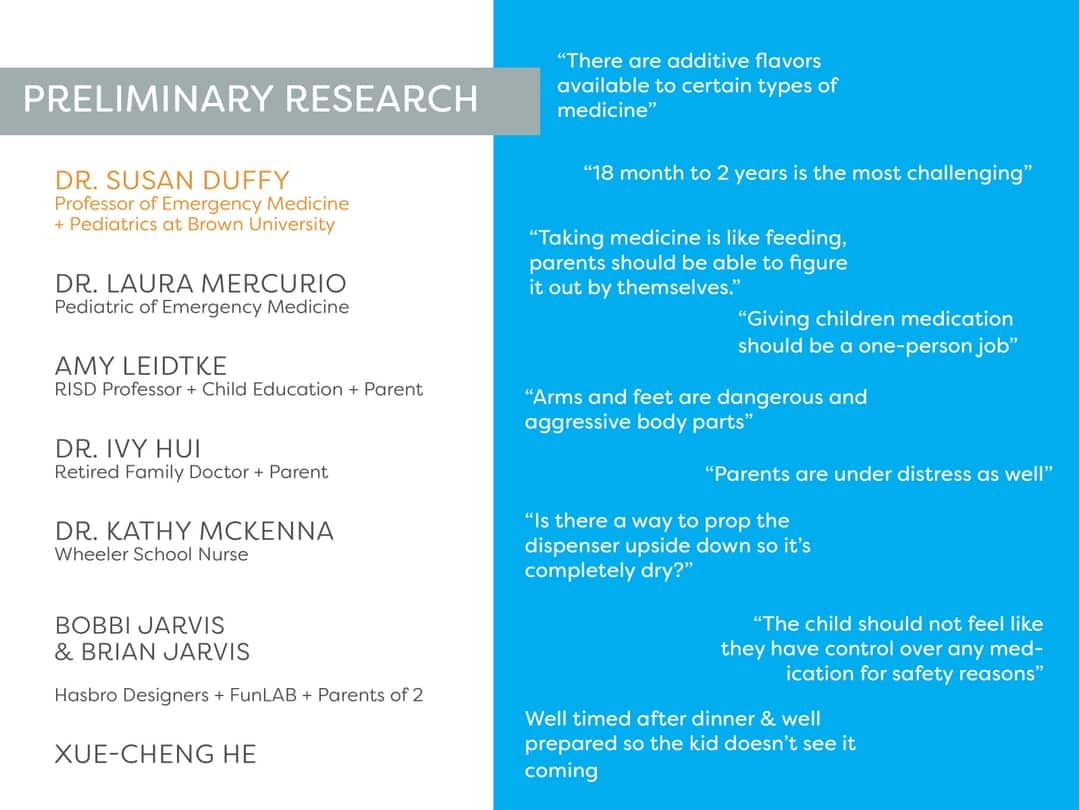 PRELIMINARY RESEARCH
DR. SUSAN DUFFY
Professor of Emergency Medicine
+ Pediatrics at Brown University
DR. LAURA MERCURIO
Pediatric of Emergency Medicine
AMY LEIDTKE
RISD Professor + Child Education + Parent
DR. IVY HUI
Retired Family Doctor + Parent
DR. KATHY MCKENNA
Wheeler School Nurse
BOBBI JARVIS
& BRIAN JARVIS
Hasbro Designers + FunLAB + Parents of 2
XUE-CHENG HE
“There are additive flavors
available to certain types of
medicine”
“18 month to 2 years is the most challenging”
“Taking medicine is like feeding,
parents should be able to figure
it out by themselves.”
“Giving children medication
should be a one-person job”
“Arms and feet are dangerous and
aggressive body parts”
“Parents are under distress as well”
“Is there a way to prop the
dispenser upside down so it’s
completely dry?”
“The child should not feel like
they have control over any med-
ication for safety reasons”
Well timed after dinner & well
prepared so the kid doesn’t see it
coming